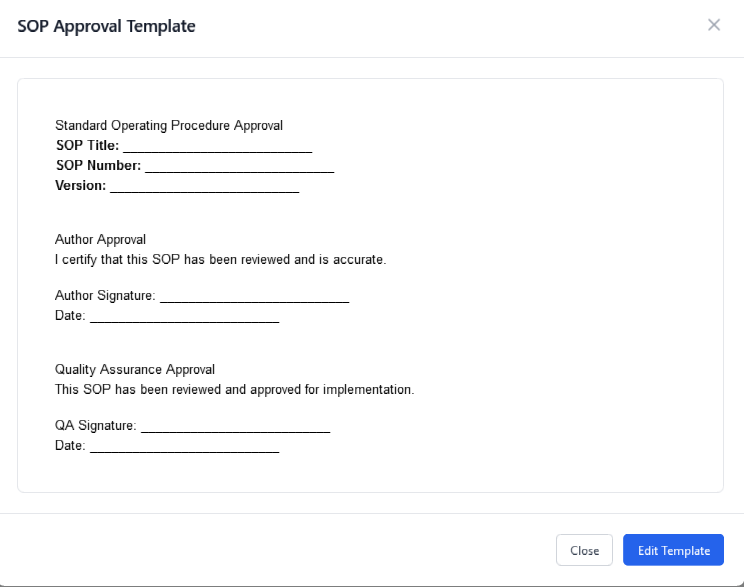 SOP Approval Template
Standard Operating Procedure Approval
SOP Title: ___________________________
SOP Number: ___________________________
Version: ___________________________
Author Approval
I certify that this SOP has been reviewed and is accurate.
Author Signature: ___________________________
Date: ___________________________
Quality Assurance Approval
This SOP has been reviewed and approved for implementation.
QA Signature: ___________________________
Date: ___________________________
Close
Edit Template